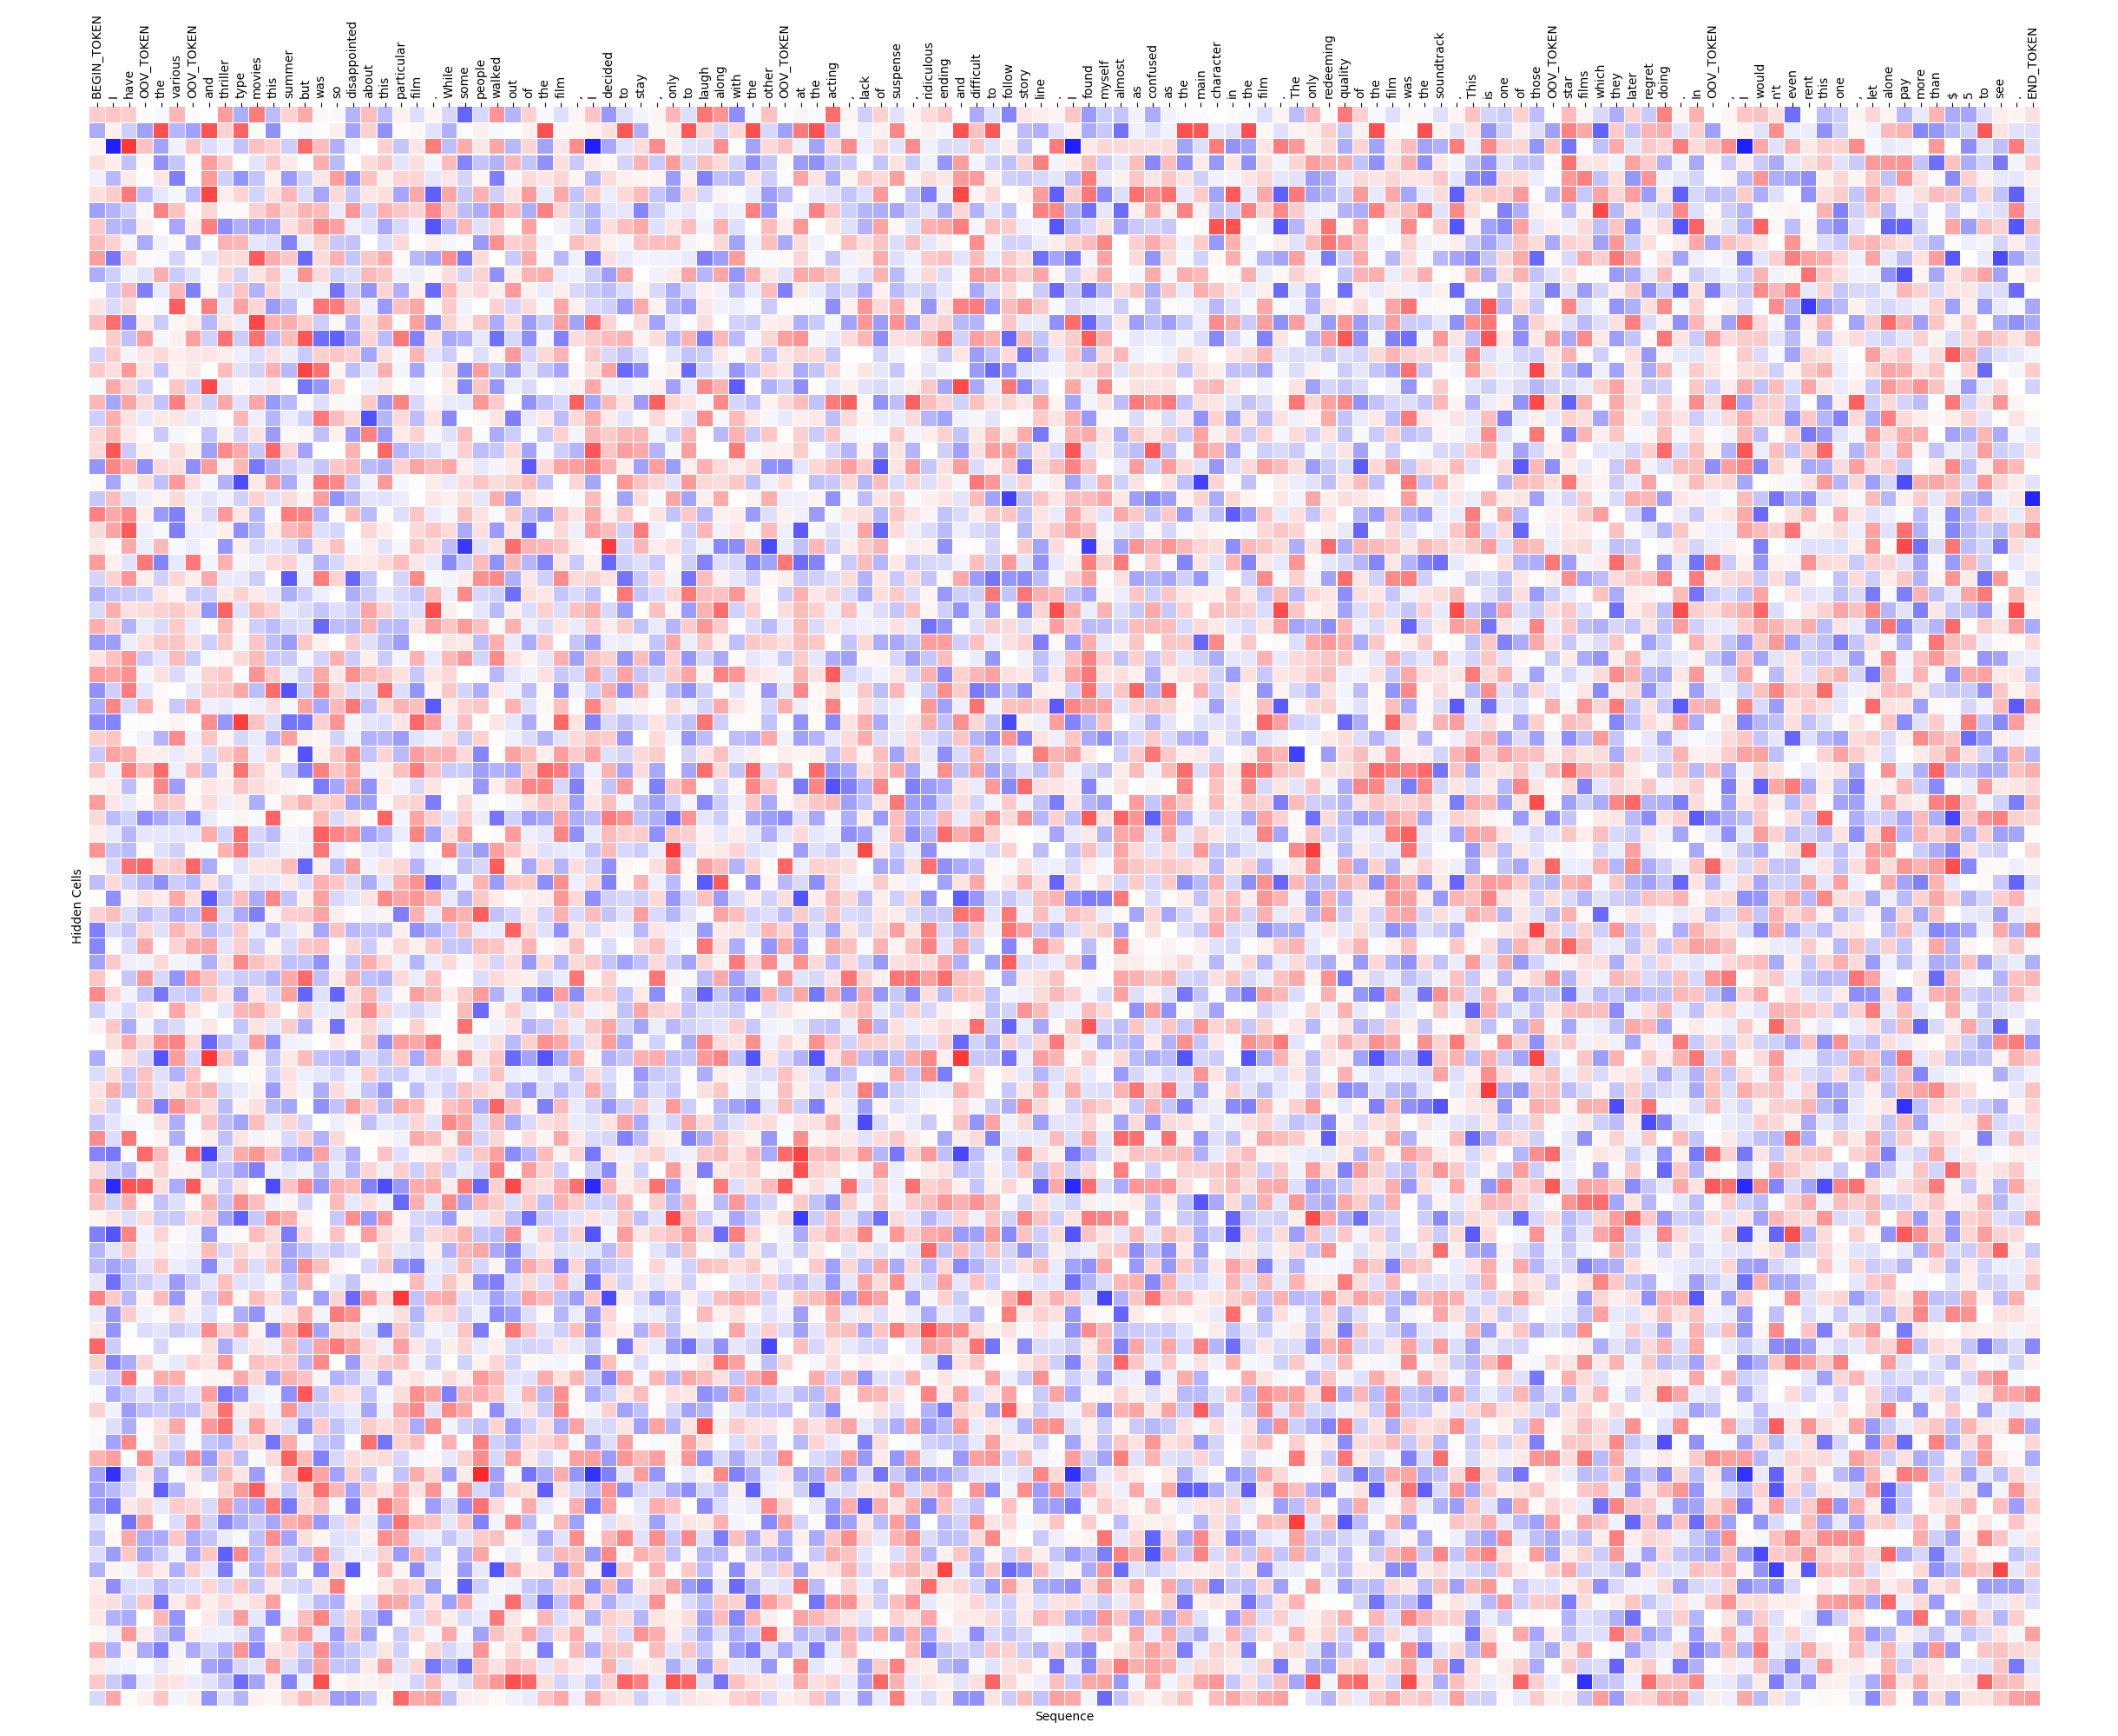 BEGIN_TOKEN I have OOV_TOKEN the various OOV_TOKEN and thriller type movies this summer but was so disappointed about this particular film . While some people walked out of the film , I decided to stay , only to laugh along with the other OOV_TOKEN at the acting , lack of suspense , ridiculous ending and difficult to follow story line . I found myself almost as confused as the main character in the film . The only redeeming quality of the film was the soundtrack . This is one of those OOV_TOKEN star films which they later regret doing . In OOV_TOKEN , I would n't even rent this one , let alone pay more than $ 5 to see . END_TOKEN
Hidden Cells
Sequence